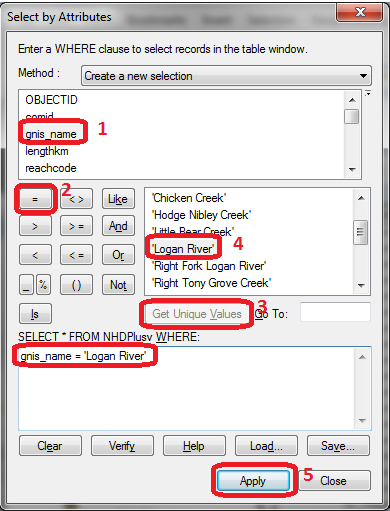 Select by Attributes
Enter a WHERE clause to select records in the table window.
Method : Create a new selection
OBJECTID
comid
gnis_name 1
lengthkm
reachcode
2
= < > Like
> > = And
< < = Or
_ % ( ) Not
Is
'Chicken Creek'
'Hodge Nibley Creek'
'Little Bear Creek'
'Logan River' 4
'Right Fork Logan River'
'Right Tony Grove Creek'
Get Unique Values 3 Go To:
SELECT * FROM NHDPlusv WHERE:
gnis_name = 'Logan River'
Clear Verify Help Load... Save...
Apply 5 Close